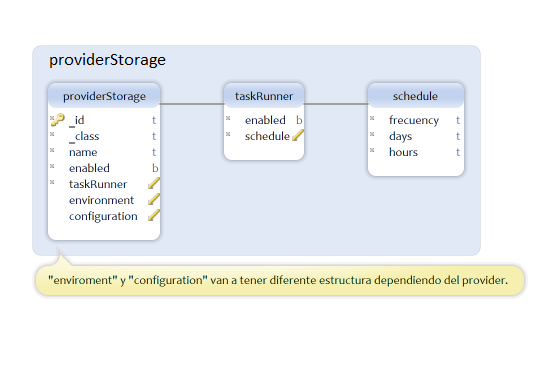 providerStorage
providerStorage
* _id t
* _class t
* name t
* enabled b
* taskRunner
environment
configuration
taskRunner
* enabled b
* schedule
schedule
* frecuency t
* days t
* hours t
"enviroment" y "configuration" van a tener diferente estructura dependiendo del provider.